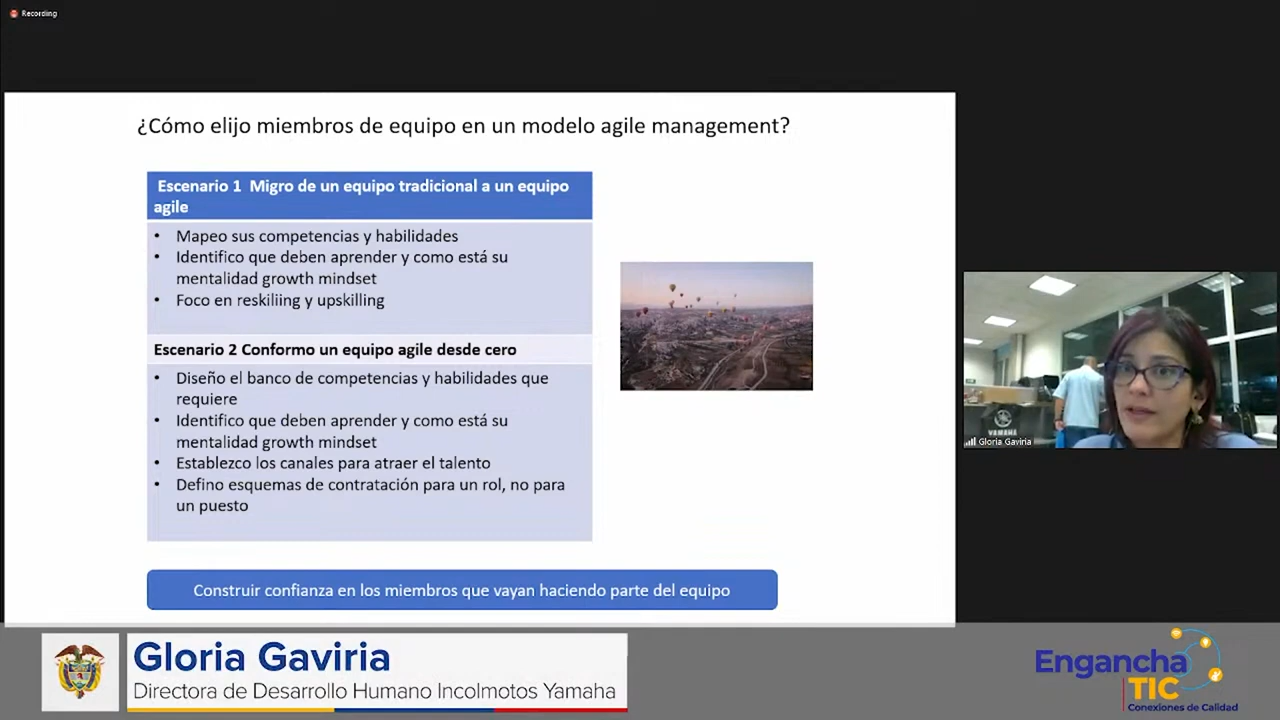 Recording
¿Cómo elijo miembros de equipo en un modelo agile management?
Escenario 1 Migro de un equipo tradicional a un equipo
agile
• Mapeo sus competencias y habilidades
• Identifico que deben aprender y como está su
mentalidad growth mindset
• Foco en reskiliing y upskilling
Escenario 2 Conformo un equipo agile desde cero
• Diseño el banco de competencias y habilidades que
requiere
• Identifico que deben aprender y como está su
mentalidad growth mindset
• Establezco los canales para atraer el talento
• Defino esquemas de contratación para un rol, no para
un puesto
Construir confianza en los miembros que vayan haciendo parte del equipo
YAMAHA
Gloria Gaviria
Gloria Gaviria
Directora de Desarrollo Humano Incolmotos Yamaha
Engancha
TIC
Conexiones de Calidad